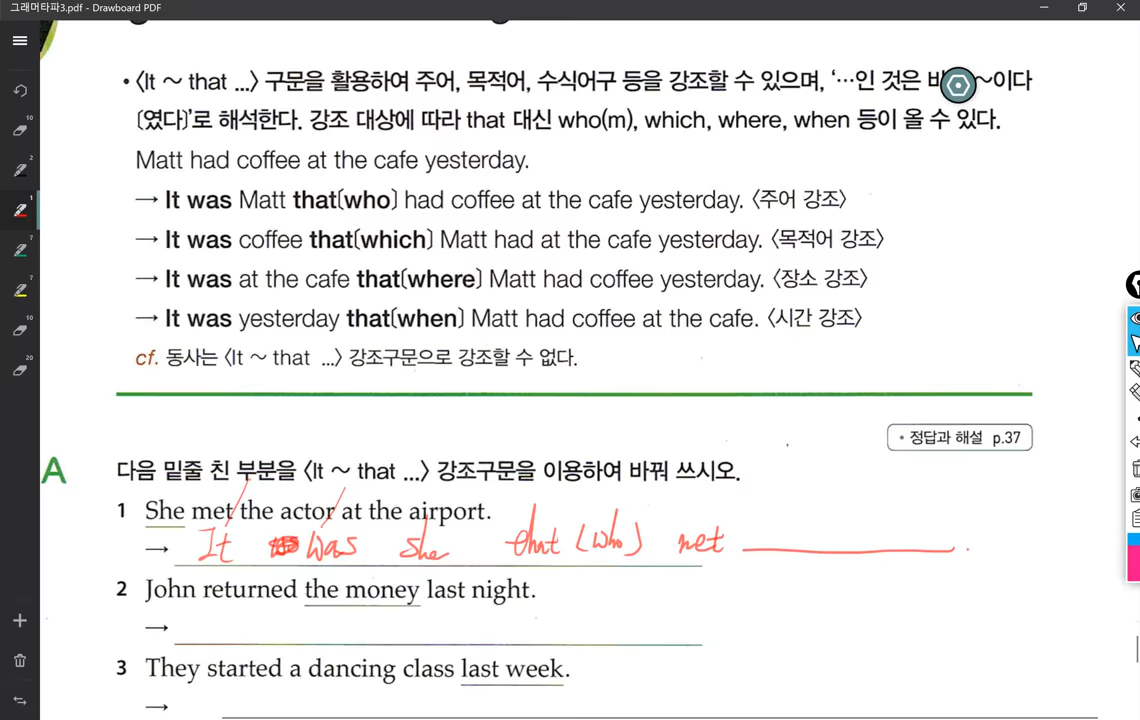 그래머타파3.pdf - Drawboard PDF
• 〈It ~ that ...〉 구문을 활용하여 주어, 목적어, 수식어구 등을 강조할 수 있으며, ‘…인 것은 바 ~이다
〔였다〕’로 해석한다. 강조 대상에 따라 that 대신 who(m), which, where, when 등이 올 수 있다.
Matt had coffee at the cafe yesterday.
→ It was Matt that〔who〕 had coffee at the cafe yesterday. 〈주어 강조〉
→ It was coffee that〔which〕 Matt had at the cafe yesterday. 〈목적어 강조〉
→ It was at the cafe that〔where〕 Matt had coffee yesterday. 〈장소 강조〉
→ It was yesterday that〔when〕 Matt had coffee at the cafe. 〈시간 강조〉
cf. 동사는 〈It ~ that ...〉 강조구문으로 강조할 수 없다.
• 정답과 해설 p.37
A 다음 밑줄 친 부분을 〈It ~ that ...〉 강조구문을 이용하여 바꿔 쓰시오.
1 She met the actor at the airport.
→ It was she that (who) met
2 John returned the money last night.
→
3 They started a dancing class last week.
→
10
2
1
7
7
10
20